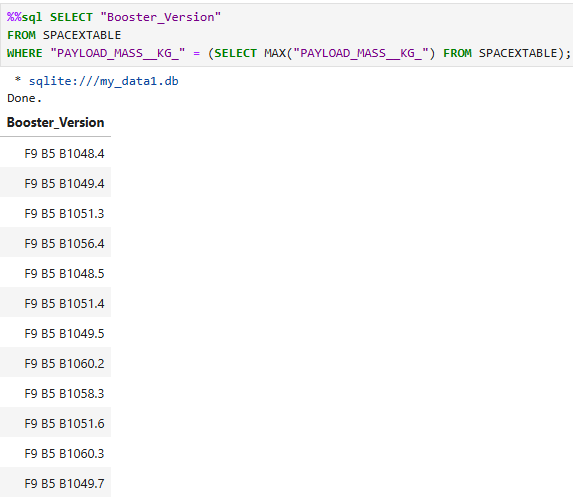 %%sql SELECT "Booster_Version"
FROM SPACEXTABLE
WHERE "PAYLOAD_MASS__KG_" = (SELECT MAX("PAYLOAD_MASS__KG_") FROM SPACEXTABLE);
* sqlite:///my_data1.db
Done.
Booster_Version
F9 B5 B1048.4
F9 B5 B1049.4
F9 B5 B1051.3
F9 B5 B1056.4
F9 B5 B1048.5
F9 B5 B1051.4
F9 B5 B1049.5
F9 B5 B1060.2
F9 B5 B1058.3
F9 B5 B1051.6
F9 B5 B1060.3
F9 B5 B1049.7